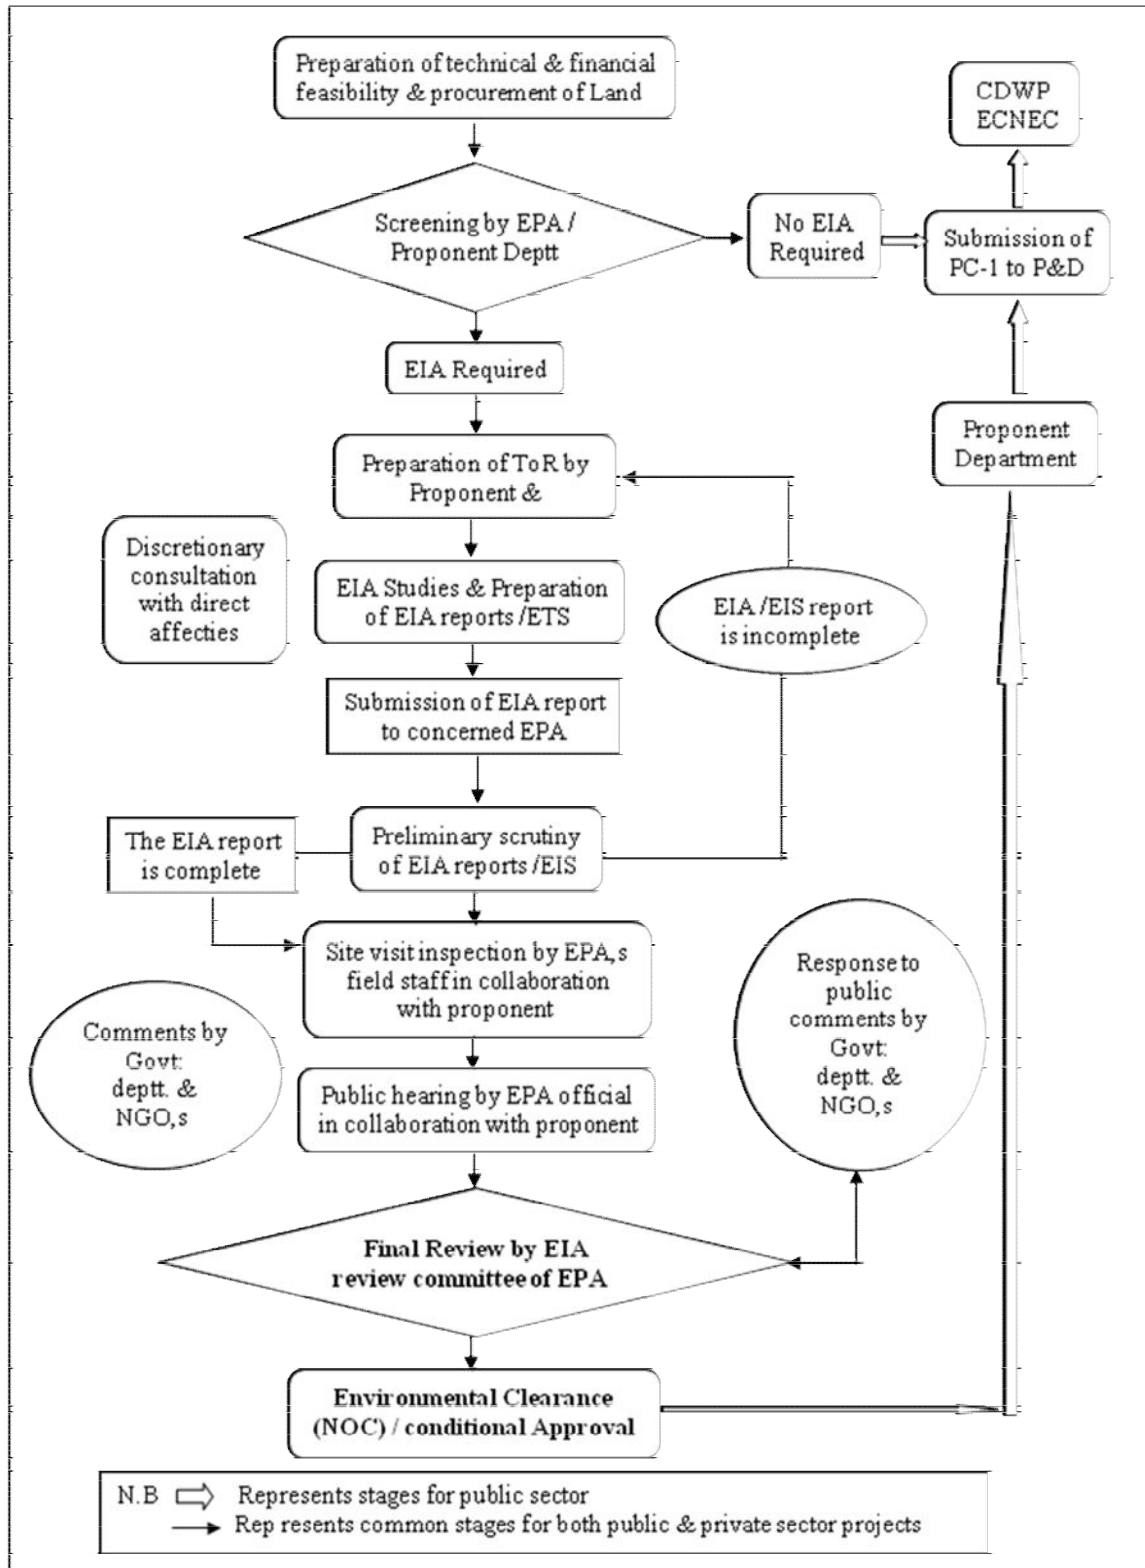 Preparation of technical & financial
feasibility & procurement of Land
CDWP
ECNEC
Screening by EPA /
Proponent Deptt
No EIA
Required
Submission of
PC-1 to P&D
EIA Required
Proponent
Department
Preparation of ToR by
Proponent &
Discretionary
consultation
with direct
affecties
EIA Studies & Preparation
of EIA reports /ETS
EIA /EIS report
is incomplete
Submission of EIA report
to concerned EPA
The EIA report
is complete
Preliminary scrutiny
of EIA reports /EIS
Site visit inspection by EPA,s
field staff in collaboration
with proponent
Response to
public
comments by
Govt:
deptt. &
NGO,s
Comments by
Govt:
deptt. &
NGO,s
Public hearing by EPA official
in collaboration with proponent
Final Review by EIA
review committee of EPA
Environmental Clearance
(NOC) / conditional Approval
N.B Represents stages for public sector
Rep resents common stages for both public & private sector projects